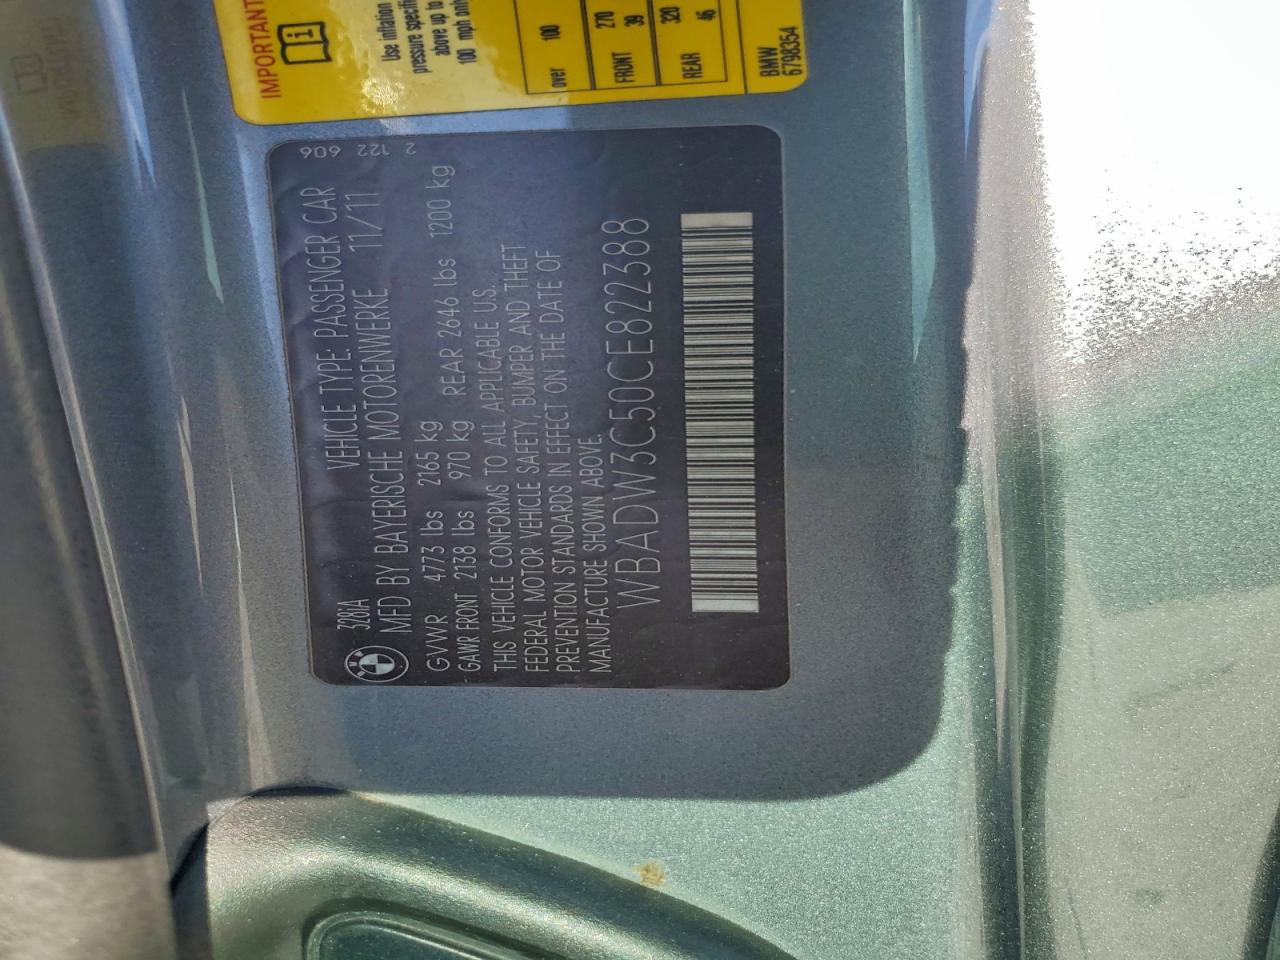 IMPORTANT
Use inflation
pressure specifi
above up to
100 mph only
over 100
FRONT 270
39
REAR 320
46
BMW
6798354
606 122 2
328iA VEHICLE TYPE: PASSENGER CAR
MFD BY BAYERISCHE MOTORENWERKE 11/11
GVWR 4773 lbs 2165 kg
GAWR FRONT 2138 lbs 970 kg REAR 2646 lbs 1200 kg
THIS VEHICLE CONFORMS TO ALL APPLICABLE U.S.
FEDERAL MOTOR VEHICLE SAFETY, BUMPER AND THEFT
PREVENTION STANDARDS IN EFFECT ON THE DATE OF
MANUFACTURE SHOWN ABOVE.
WBADW3C50CE822388